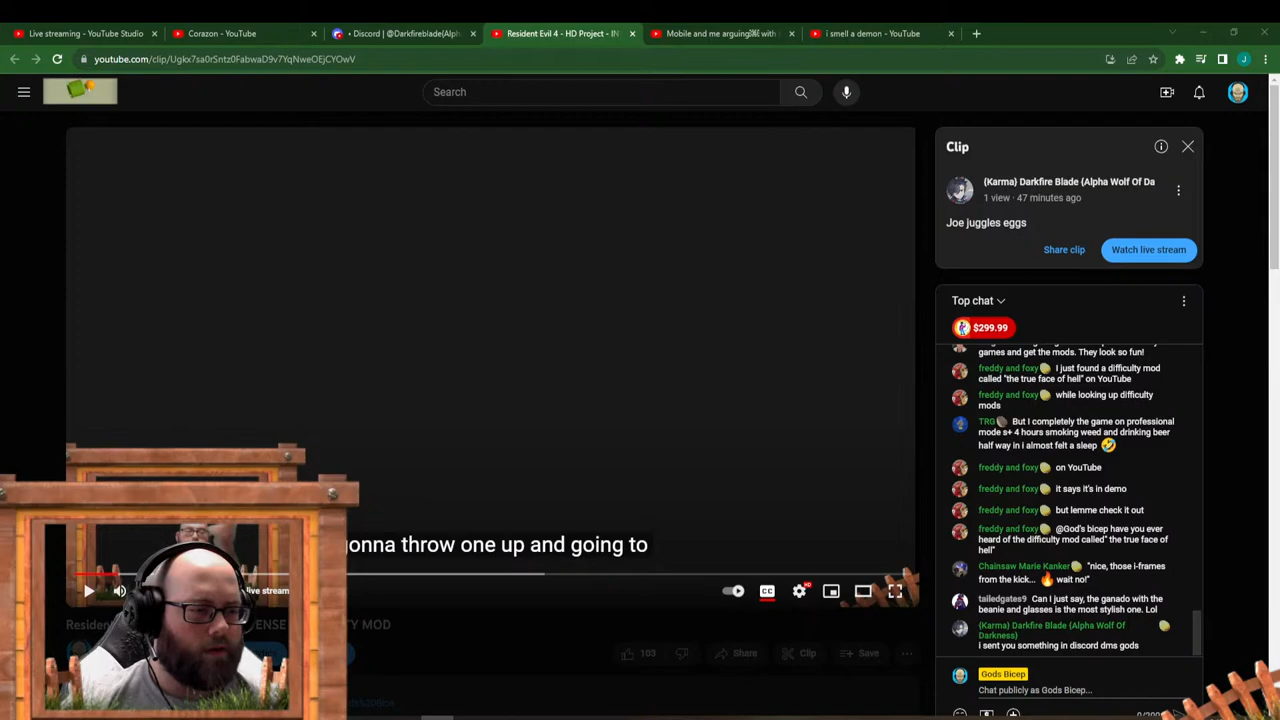 Live streaming - YouTube Studio
Corazon - YouTube
• Discord | @Darkfireblade(Alpha
Resident Evil 4 - HD Project - IN
Mobile and me arguing
i smell a demon - YouTube
youtube.com/clip/Ugkx7sa0rSntz0FabwaD9v7YqNweOEjCYOwV
J
Search
Clip
(Karma) Darkfire Blade (Alpha Wolf Of Da
1 view · 47 minutes ago
Joe juggles eggs
Share clip
Watch live stream
Top chat
$299.99
games and get the mods. They look so fun!
freddy and foxy I just found a difficulty mod
called "the true face of hell" on YouTube
freddy and foxy while looking up difficulty
mods
TRG But I completely the game on professional
mode s+ 4 hours smoking weed and drinking beer
half way in i almost felt a sleep 🤣
freddy and foxy on YouTube
freddy and foxy it says it's in demo
freddy and foxy but lemme check it out
freddy and foxy @God's bicep have you ever
heard of the difficulty mod called" the true face of
hell"
Chainsaw Marie Kanker "nice, those i-frames
from the kick... 🔥 wait no!"
tailedgates9 Can I just say, the ganado with the
beanie and glasses is the most stylish one. Lol
(Karma) Darkfire Blade (Alpha Wolf Of
Darkness)
i sent you something in discord dms gods
Gods Bicep
Chat publicly as Gods Bicep...
gonna throw one up and going to
live stream
CC
HD
Resident
MOD
103
Share
Clip
Save